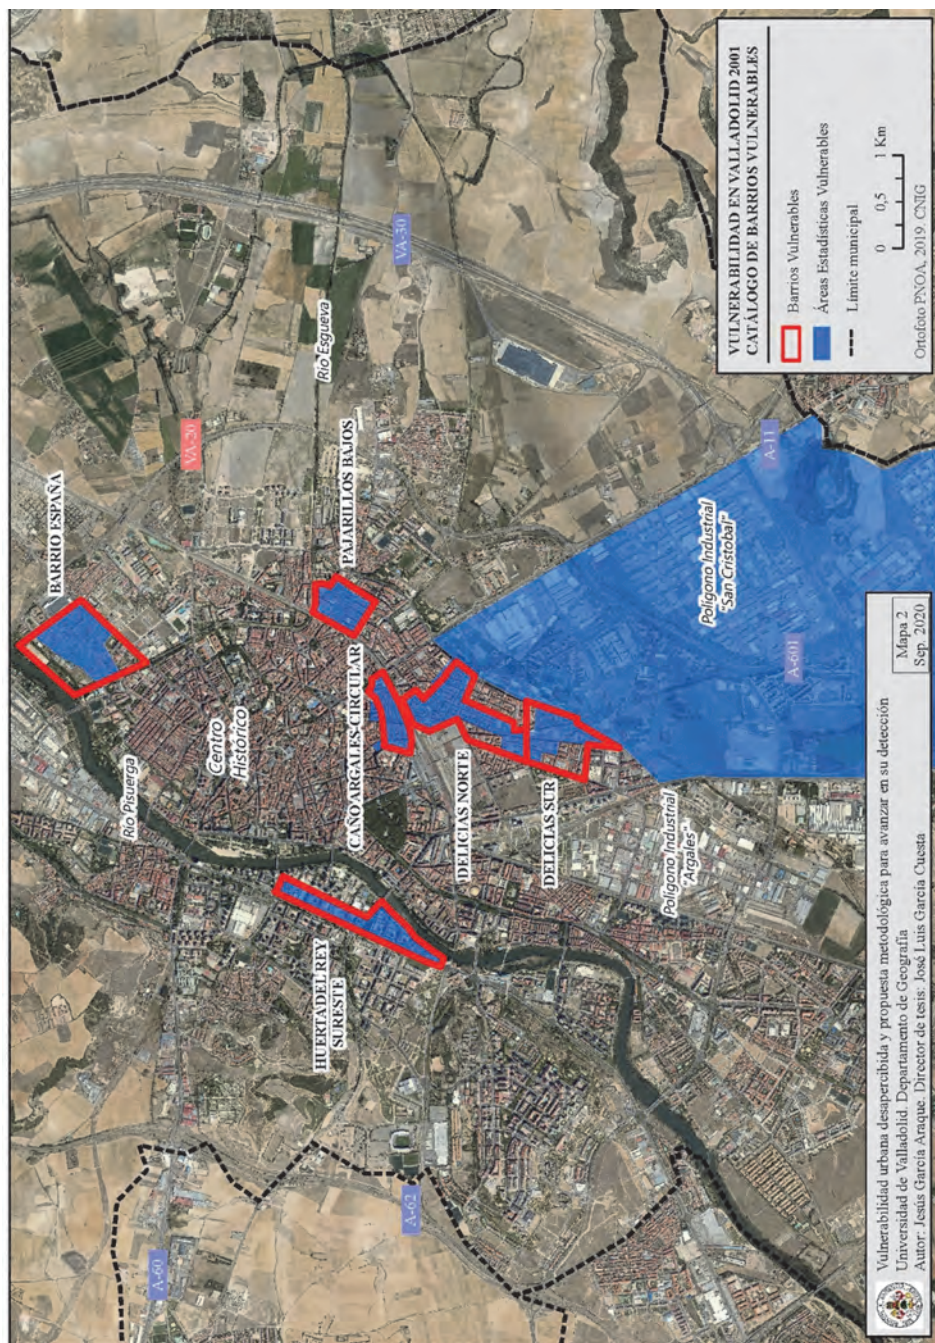 BARRIO ESPAÑA
VA-20
Río Pisuerga
Centro
Histórico
Río Esgueva
PAJARILLOS BAJOS
VA-30
CAÑO ARGALES-CIRCULAR
HUERTA DEL REY
SURESTE
A-60
A-62
DELICIAS NORTE
DELICIAS SUR
A-11
Polígono Industrial
"San Cristobal"
Polígono Industrial
"Argales"
A-601
VULNERABILIDAD EN VALLADOLID 2001
CATÁLOGO DE BARRIOS VULNERABLES
Barrios Vulnerables
Áreas Estadísticas Vulnerables
Límite municipal
0 0,5 1 Km
Ortofoto PNOA, 2019. CNIG
Vulnerabilidad urbana desapercibida y propuesta metodológica para avanzar en su detección
Universidad de Valladolid. Departamento de Geografía
Autor: Jesús García Araque. Director de tesis: José Luis García Cuesta
Mapa 2
Sep. 2020